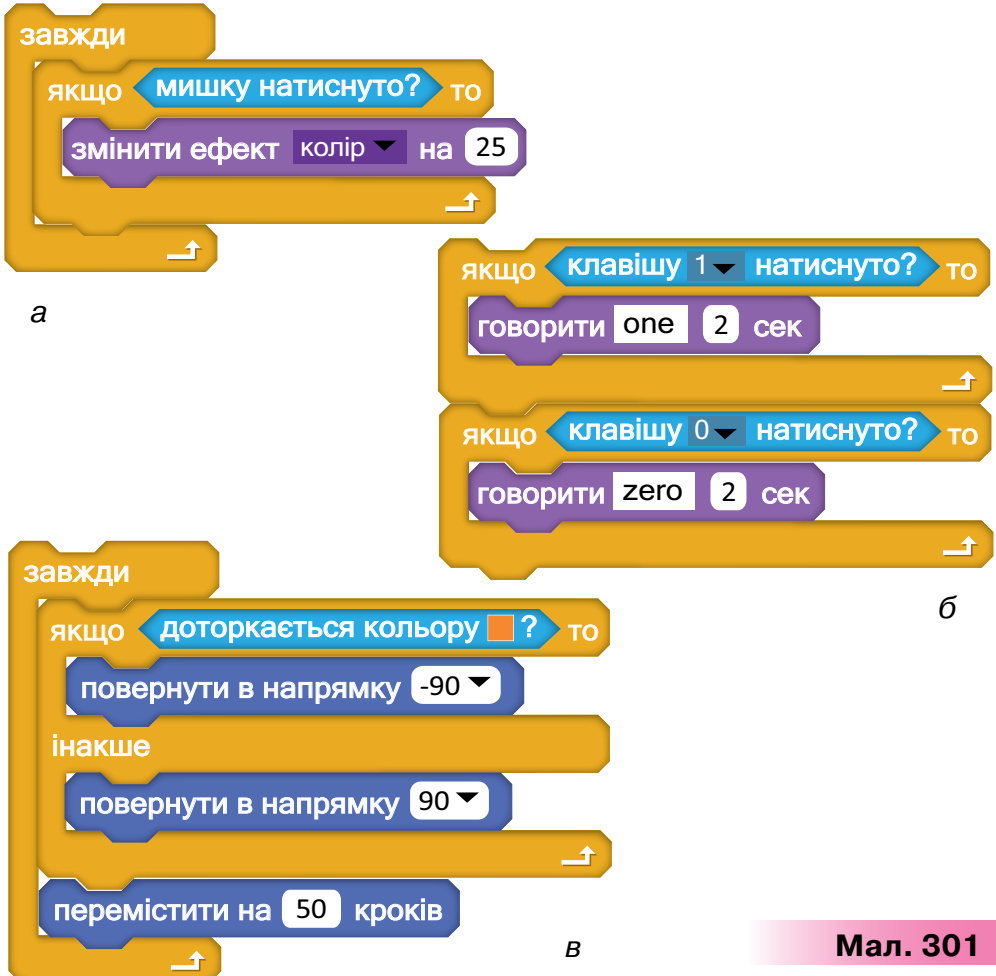 завжди
якщо мишку натиснуто? то
змінити ефект колір на 25
а
якщо клавішу 1 натиснуто? то
говорити one 2 сек
якщо клавішу 0 натиснуто? то
говорити zero 2 сек
б
завжди
якщо доторкається кольору ? то
повернути в напрямку -90
інакше
повернути в напрямку 90
перемістити на 50 кроків
в
Мал. 301